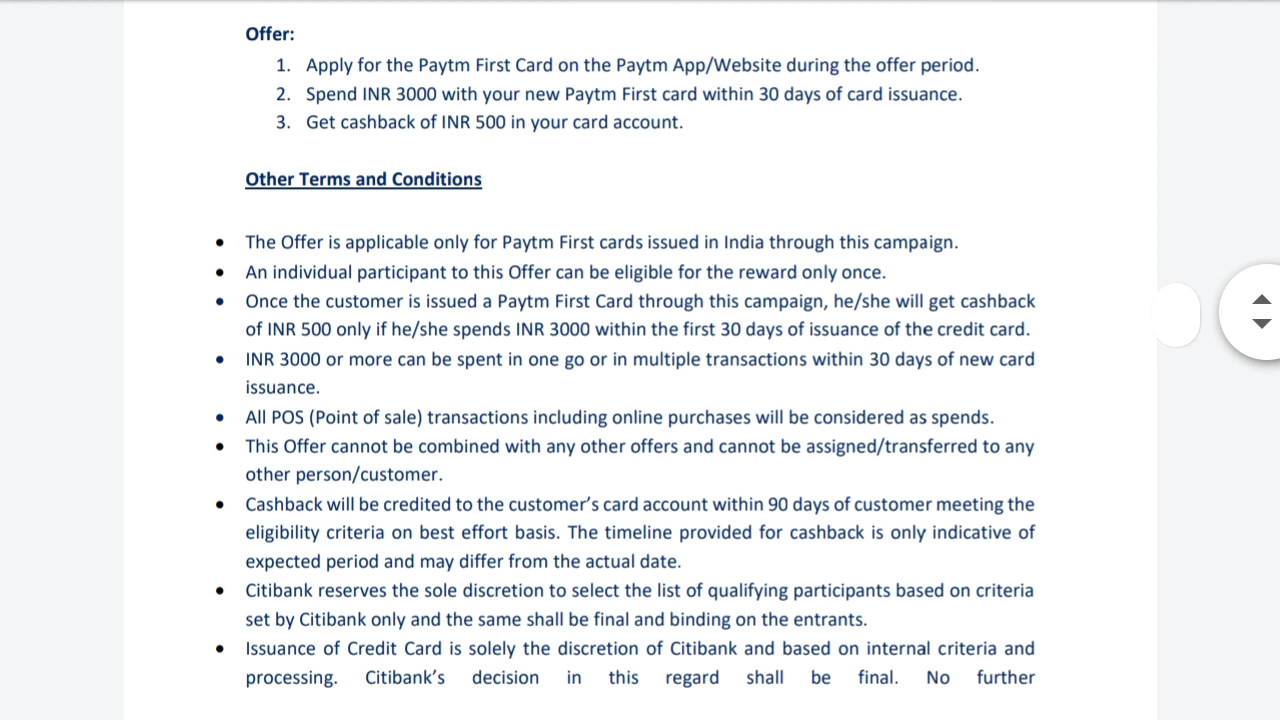 Offer:
1. Apply for the Paytm First Card on the Paytm App/Website during the offer period.
2. Spend INR 3000 with your new Paytm First card within 30 days of card issuance.
3. Get cashback of INR 500 in your card account.
Other Terms and Conditions
• The Offer is applicable only for Paytm First cards issued in India through this campaign.
• An individual participant to this Offer can be eligible for the reward only once.
• Once the customer is issued a Paytm First Card through this campaign, he/she will get cashback
of INR 500 only if he/she spends INR 3000 within the first 30 days of issuance of the credit card.
• INR 3000 or more can be spent in one go or in multiple transactions within 30 days of new card
issuance.
• All POS (Point of sale) transactions including online purchases will be considered as spends.
• This Offer cannot be combined with any other offers and cannot be assigned/transferred to any
other person/customer.
• Cashback will be credited to the customer’s card account within 90 days of customer meeting the
eligibility criteria on best effort basis. The timeline provided for cashback is only indicative of
expected period and may differ from the actual date.
• Citibank reserves the sole discretion to select the list of qualifying participants based on criteria
set by Citibank only and the same shall be final and binding on the entrants.
• Issuance of Credit Card is solely the discretion of Citibank and based on internal criteria and
processing. Citibank’s decision in this regard shall be final. No further